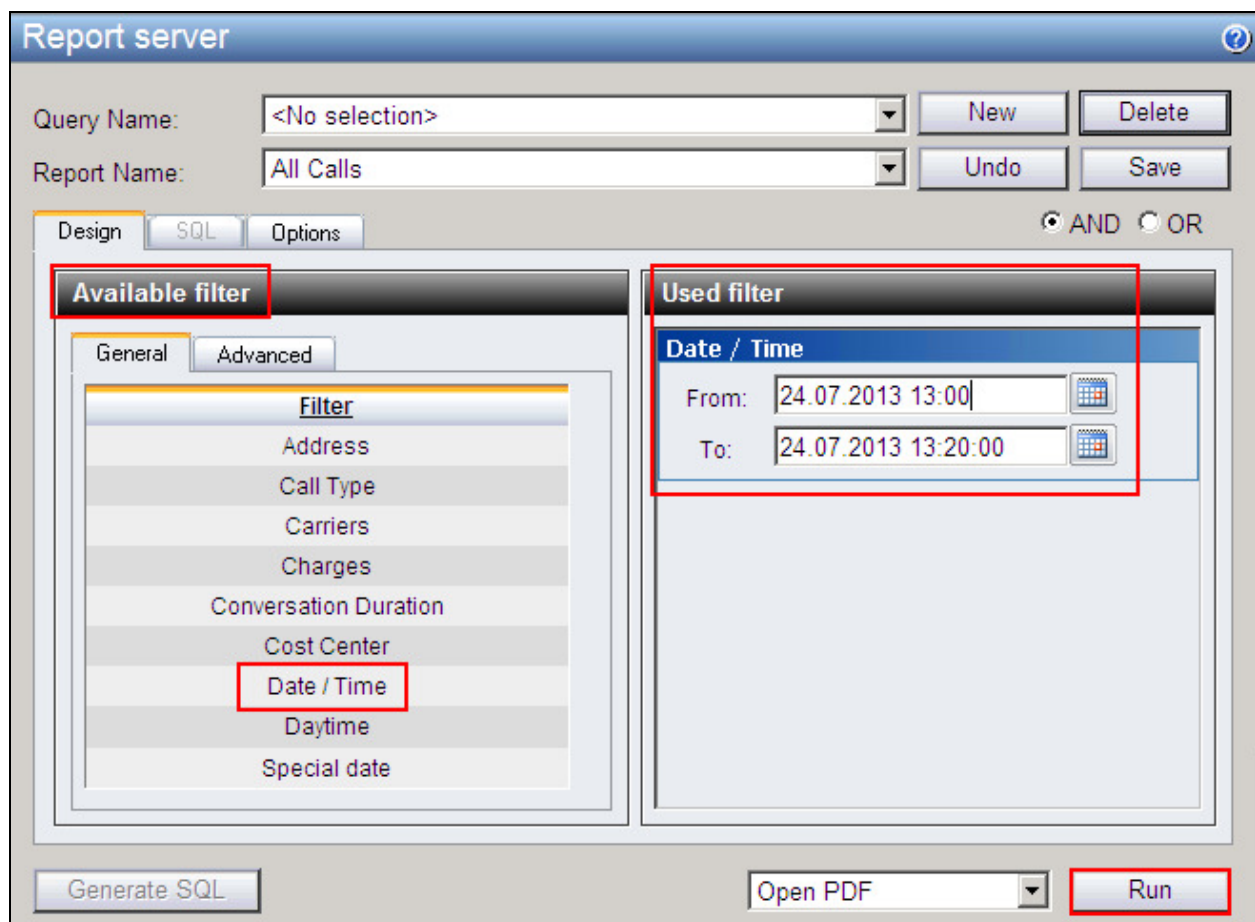 Report server
Query Name: <No selection> New Delete
Report Name: All Calls Undo Save
Design SQL Options AND OR
Available filter
General Advanced
Filter
Address
Call Type
Carriers
Charges
Conversation Duration
Cost Center
Date / Time
Daytime
Special date
Used filter
Date / Time
From: 24.07.2013 13:00
To: 24.07.2013 13:20:00
Generate SQL Open PDF Run